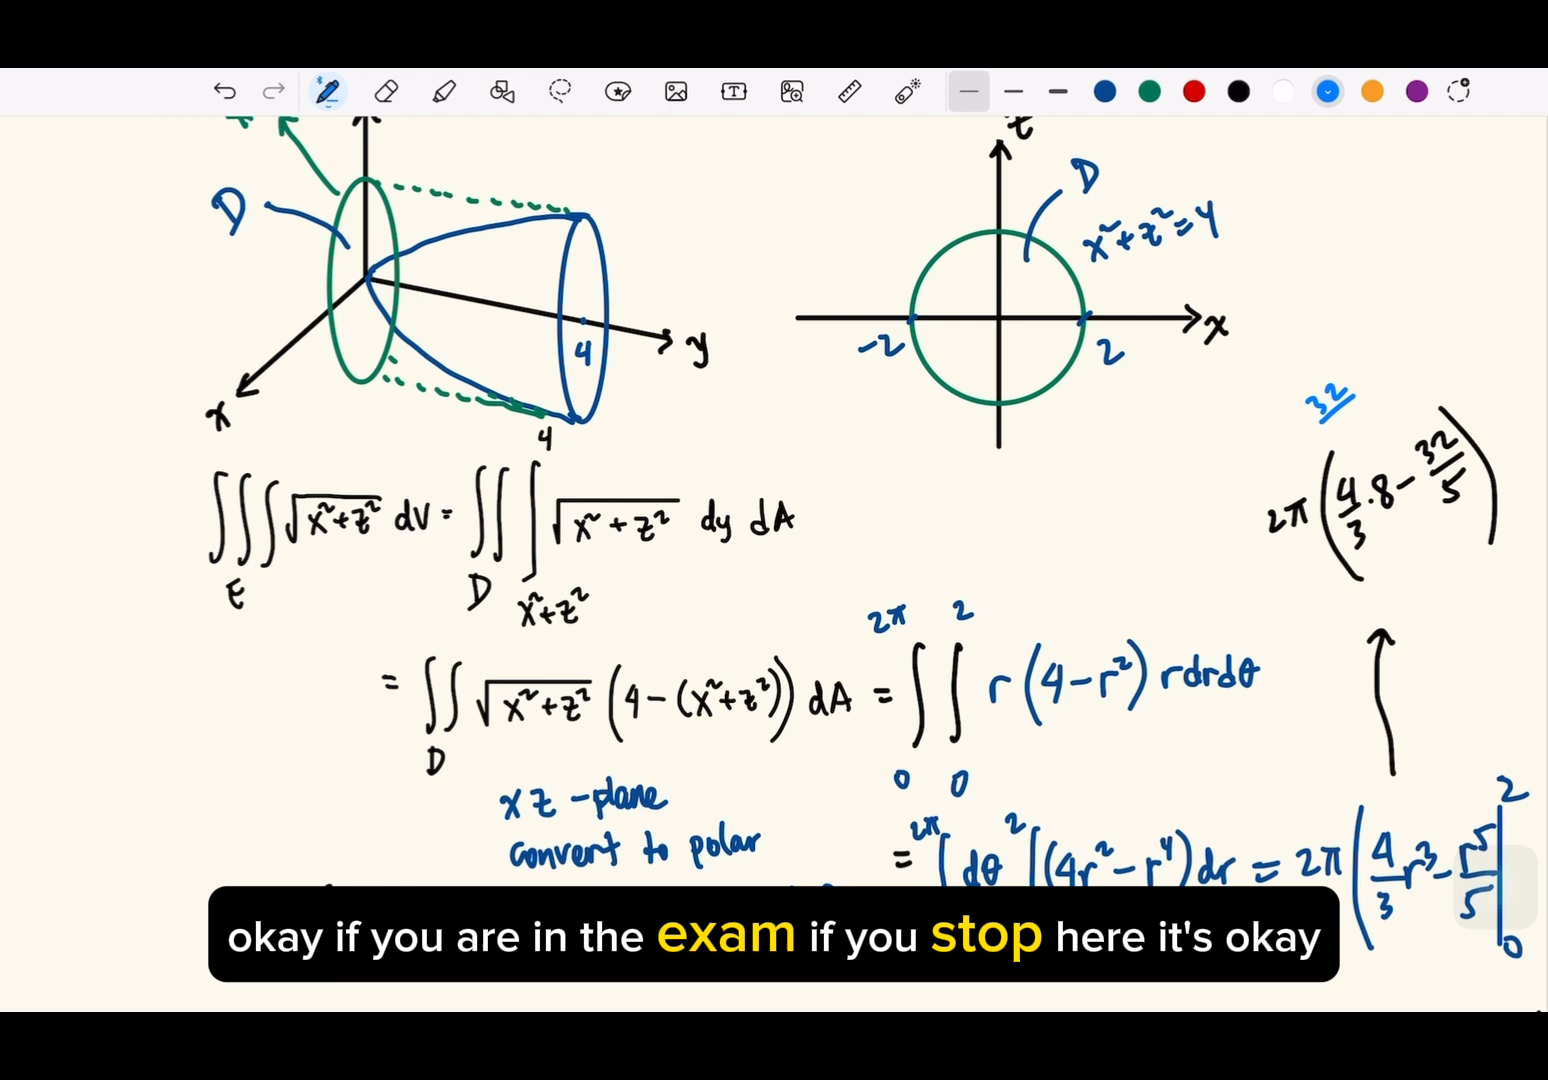 z
D
D
x² + z² = 4
-2
2
x
4
y
x
32
2π ( 4/3 · 8 - 32/5 )
∭_E √(x²+z²) dV = ∬_D ∫_{x²+z²}^{4} √(x² + z²) dy dA
= ∬_D √(x²+z²) (4 - (x²+z²)) dA = ∫_0^{2π} ∫_0^2 r (4 - r²) r dr dθ
xz - plane
convert to polar
= ∫^{2π} dθ ∫^2 (4r² - r⁴) dr = 2π ( 4/3 r³ - r⁵/5 |_0^2
okay if you are in the exam if you stop here it's okay